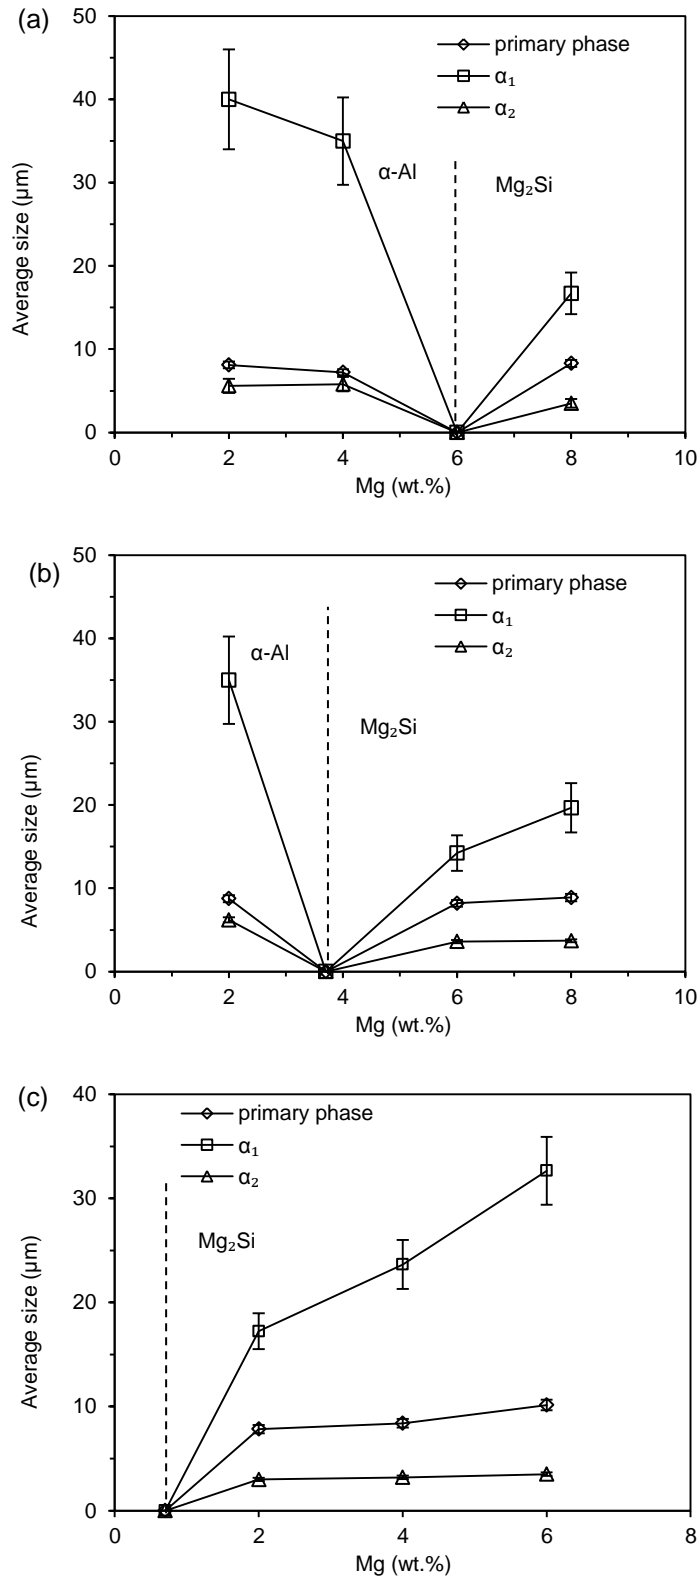 (a)
50
40
30
20
10
0
Average size (µm)
primary phase
α₁
α₂
α-Al
Mg₂Si
0 2 4 6 8 10
Mg (wt.%)
(b)
50
40
30
20
10
0
Average size (µm)
primary phase
α₁
α₂
α-Al
Mg₂Si
0 2 4 6 8 10
Mg (wt.%)
(c)
40
30
20
10
0
Average size (µm)
primary phase
α₁
α₂
Mg₂Si
0 2 4 6 8
Mg (wt.%)